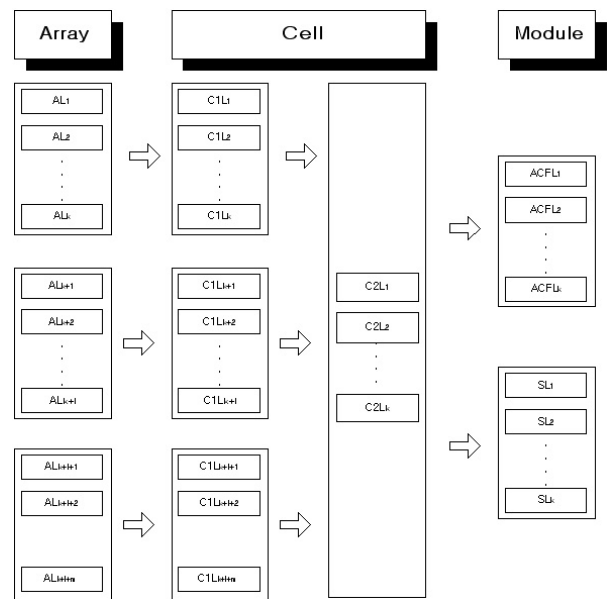 Array
Cell
Module
AL1
AL2
ALk
C1L1
C1L2
C1Lk
ALk+1
ALk+2
ALk+l
C1Lk+1
C1Lk+2
C1Lk+l
ALk+l+1
ALk+l+2
ALk+l+m
C1Lk+l+1
C1Lk+l+2
C1Lk+l+m
C2L1
C2L2
C2Lk
ACFL1
ACFL2
ACFLk
SL1
SL2
SLk